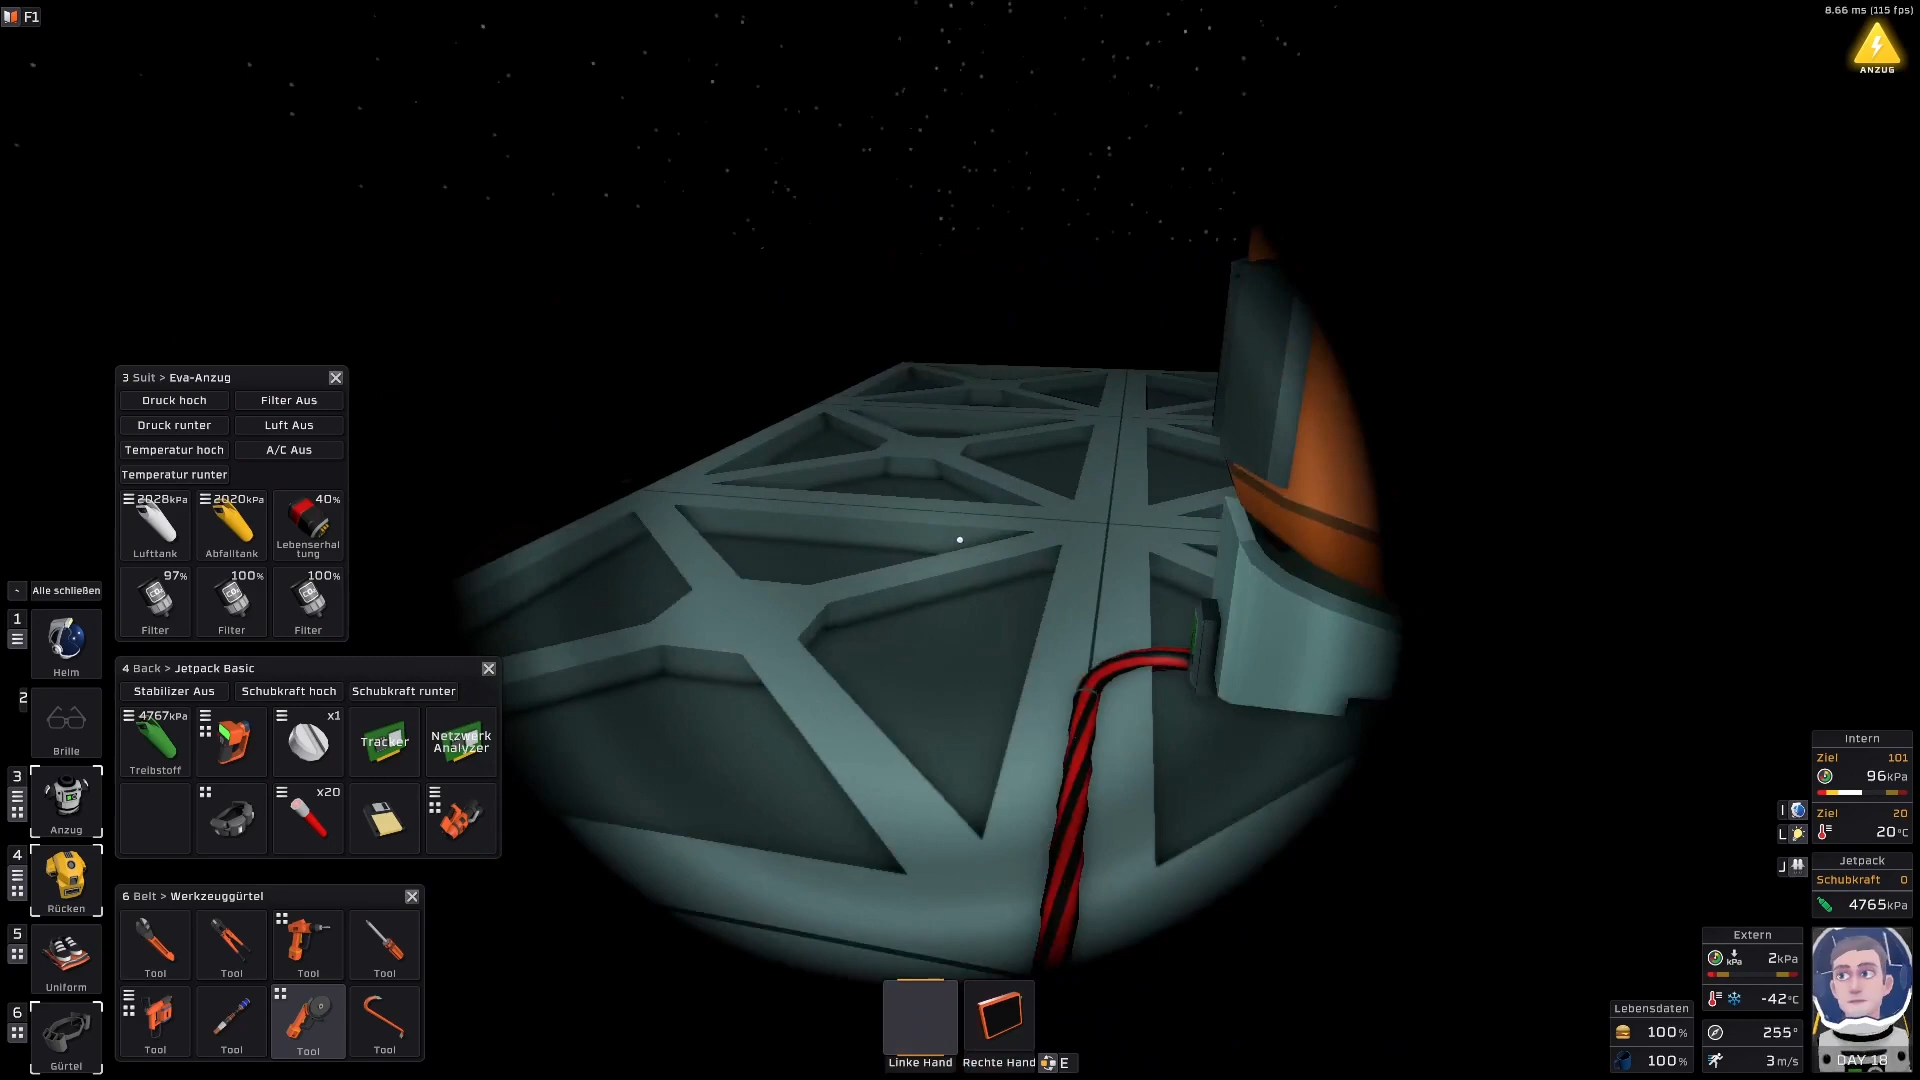 F1
8.66 ms (115 fps)
ANZUG
3 Suit > Eva-Anzug
Druck hoch
Filter Aus
Druck runter
Luft Aus
Temperatur hoch
A/C Aus
Temperatur runter
2028kPa
2020kPa
40%
Lufttank
Abfalltank
Lebenserhal
tung
97%
100%
100%
Filter
Filter
Filter
~
Alle schließen
1
Helm
2
Brille
3
Anzug
4
Rücken
5
Uniform
6
Gürtel
4 Back > Jetpack Basic
Stabilizer Aus
Schubkraft hoch
Schubkraft runter
4767kPa
x1
Tracker
Netzwerk
Analyzer
Treibstoff
x20
6 Belt > Werkzeuggürtel
Tool
Tool
Tool
Tool
Tool
Tool
Tool
Tool
Linke Hand
Rechte Hand
E
Intern
Ziel 101
96kPa
Ziel 20
20°C
I
L
J
Jetpack
Schubkraft 0
4765kPa
Extern
kPa
2kPa
-42°C
255°
3m/s
Lebensdaten
100%
100%
DAY 18